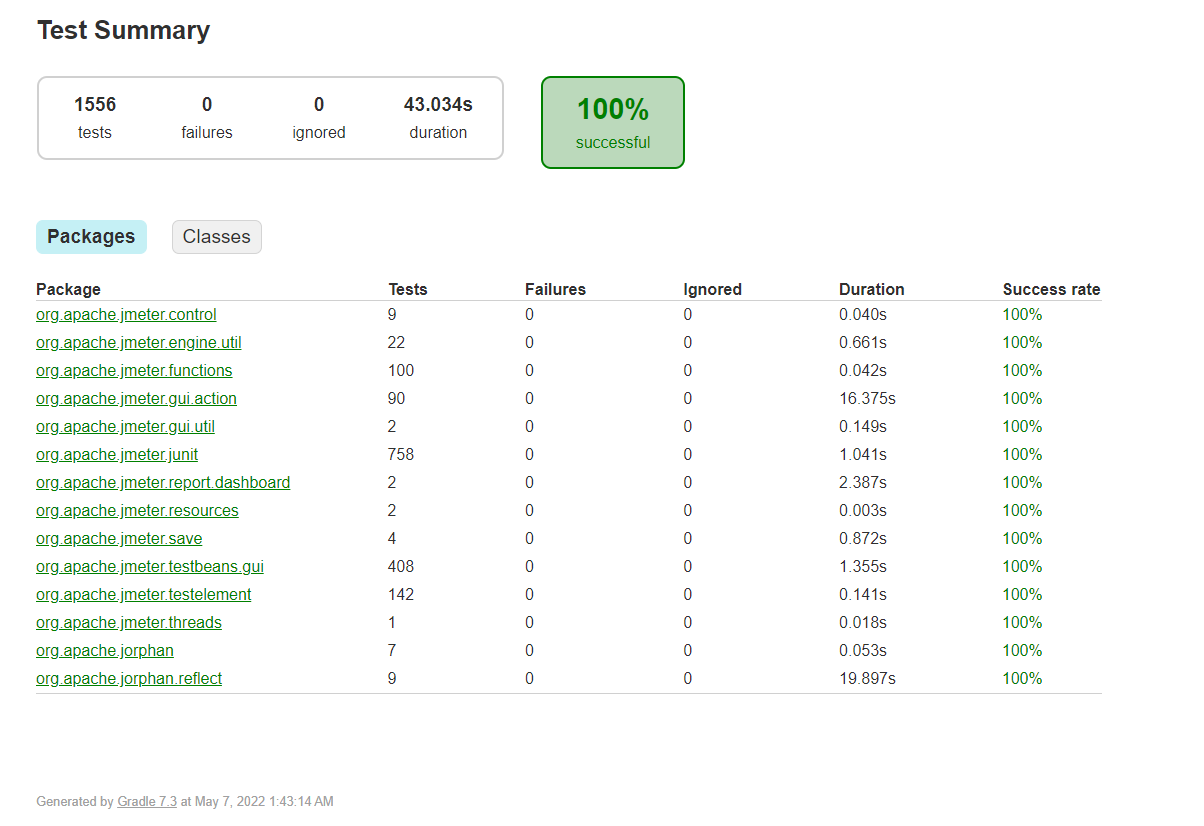 Test Summary
1556 0 0 43.034s
tests failures ignored duration
100%
successful
Packages Classes
Package Tests Failures Ignored Duration Success rate
org.apache.jmeter.control 9 0 0 0.040s 100%
org.apache.jmeter.engine.util 22 0 0 0.661s 100%
org.apache.jmeter.functions 100 0 0 0.042s 100%
org.apache.jmeter.gui.action 90 0 0 16.375s 100%
org.apache.jmeter.gui.util 2 0 0 0.149s 100%
org.apache.jmeter.junit 758 0 0 1.041s 100%
org.apache.jmeter.report.dashboard 2 0 0 2.387s 100%
org.apache.jmeter.resources 2 0 0 0.003s 100%
org.apache.jmeter.save 4 0 0 0.872s 100%
org.apache.jmeter.testbeans.gui 408 0 0 1.355s 100%
org.apache.jmeter.testelement 142 0 0 0.141s 100%
org.apache.jmeter.threads 1 0 0 0.018s 100%
org.apache.jorphan 7 0 0 0.053s 100%
org.apache.jorphan.reflect 9 0 0 19.897s 100%
Generated by Gradle 7.3 at May 7, 2022 1:43:14 AM